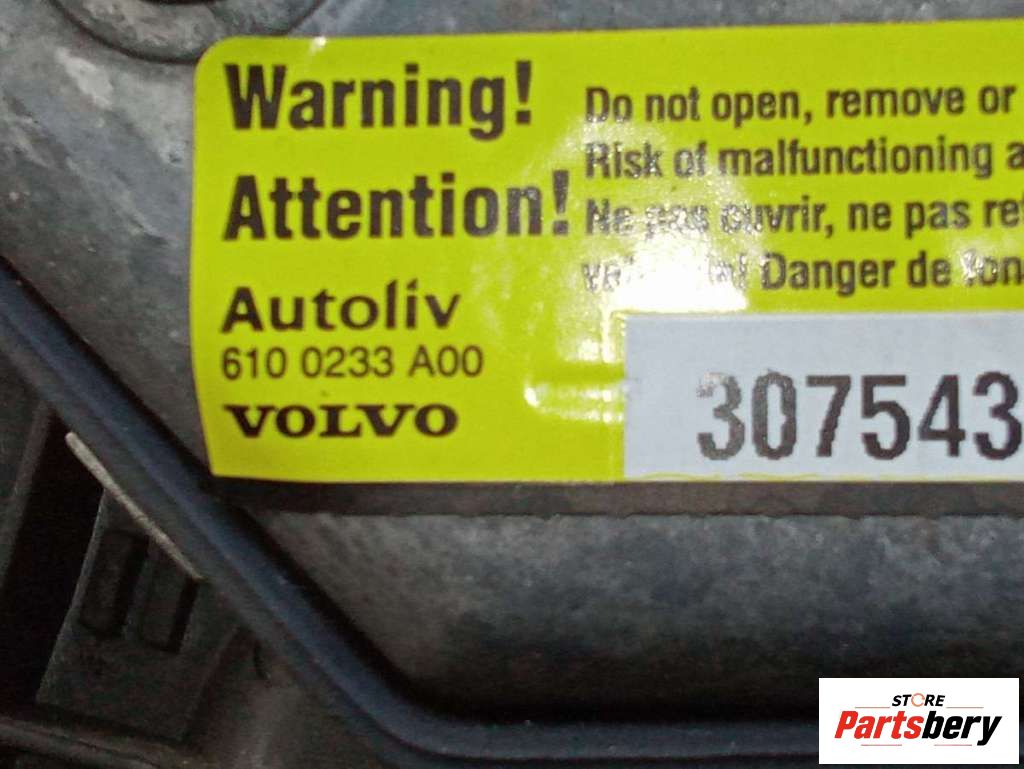 Warning!
Attention!
Autoliv
610 0233 A00
VOLVO
Do not open, remove or
Risk of malfunctioning a
Ne pas ouvrir, ne pas ret
Danger de fon
307543
STORE
Partsbery